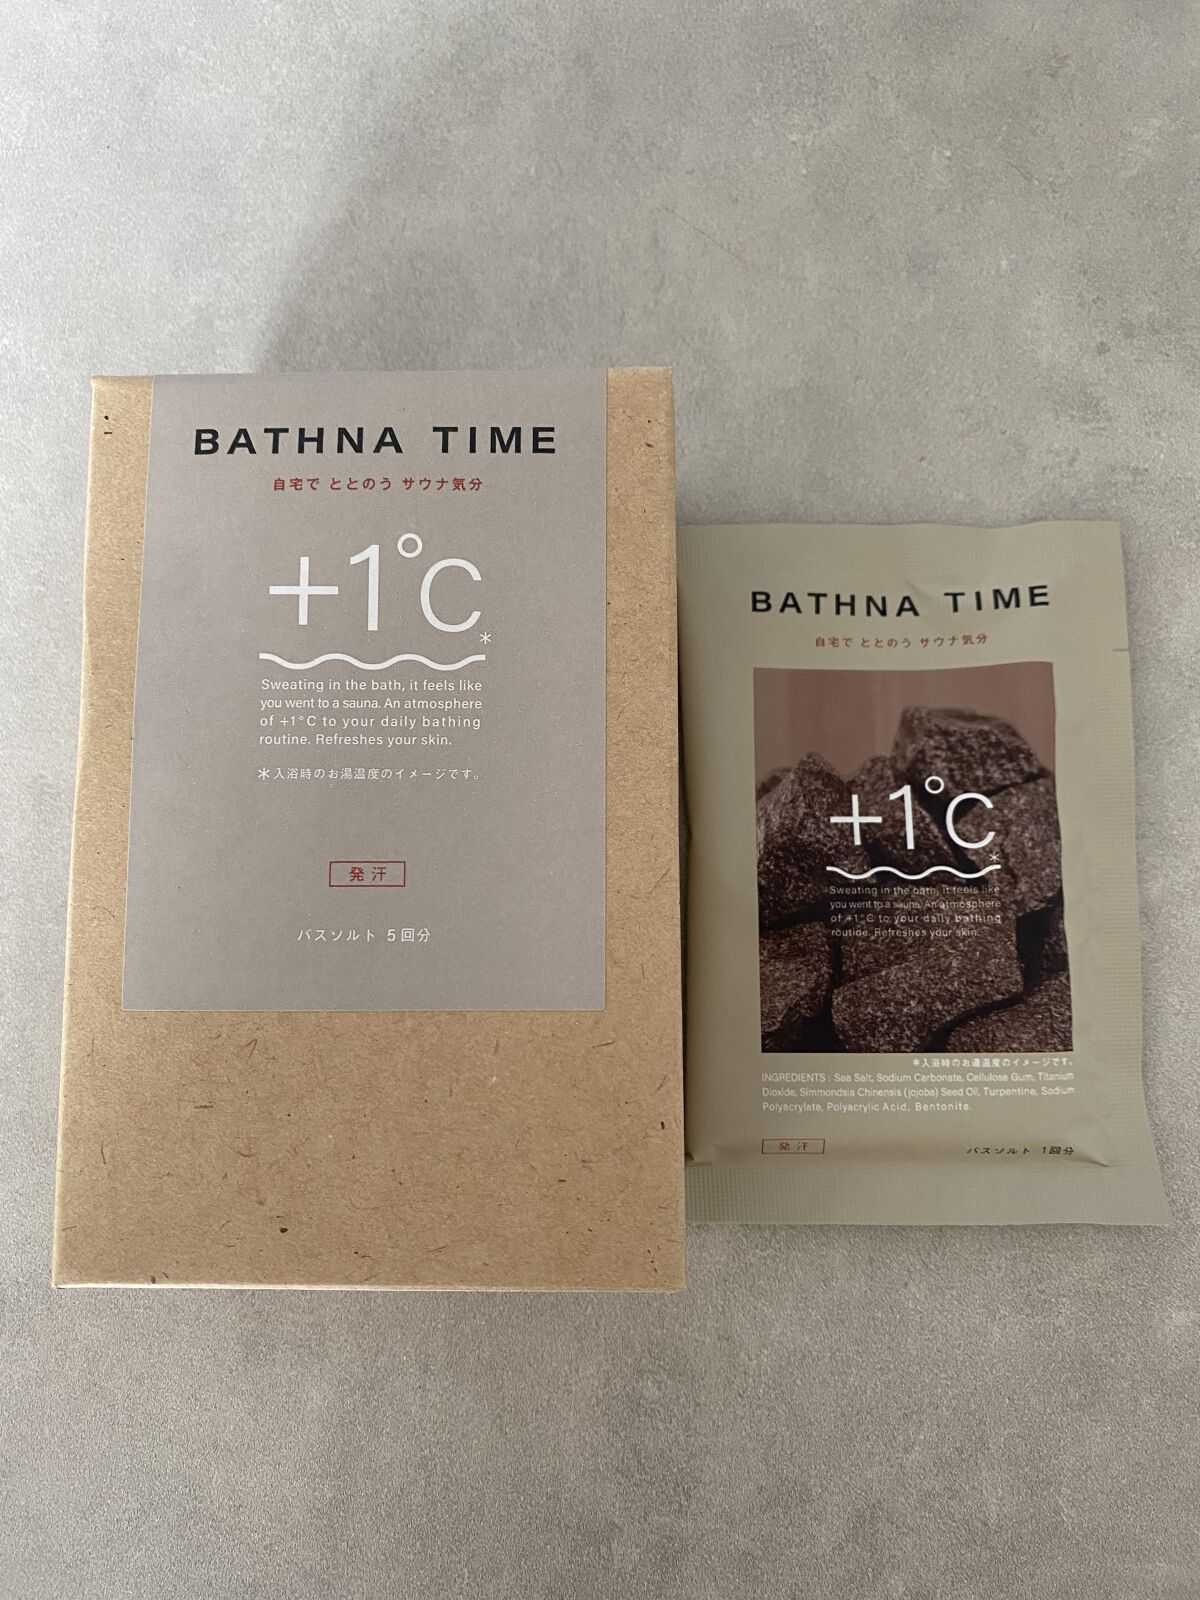 BATHNA TIME
自宅で ととのう サウナ気分
+1℃*
Sweating in the bath, it feels like
you went to a sauna. An atmosphere
of +1°C to your daily bathing
routine. Refreshes your skin.
*入浴時のお湯温度のイメージです。
発汗
バスソルト 5回分
BATHNA TIME
自宅で ととのう サウナ気分
+1℃*
Sweating in the bath, it feels like
you went to a sauna. An atmosphere
of +1°C to your daily bathing
routine. Refreshes your skin.
*入浴時のお湯温度のイメージです。
INGREDIENTS : Sea Salt, Sodium Carbonate, Cellulose Gum, Titanium
Dioxide, Simmondsia Chinensis (jojoba) Seed Oil, Turpentine, Sodium
Polyacrylate, Polyacrylic Acid, Bentonite.
発汗
バスソルト 1回分